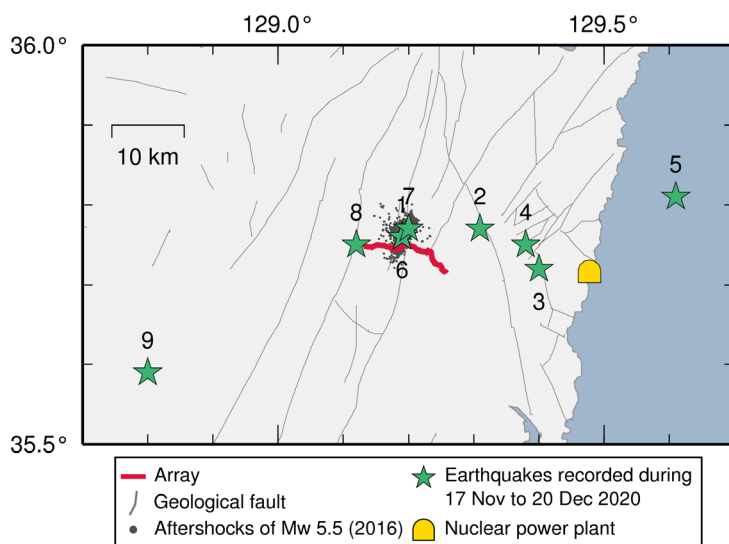 129.0°
129.5°
36.0°
5
10 km
7
1
2
8
4
6
3
9
35.5°
Array
Geological fault
Aftershocks of Mw 5.5 (2016)
Earthquakes recorded during
17 Nov to 20 Dec 2020
Nuclear power plant